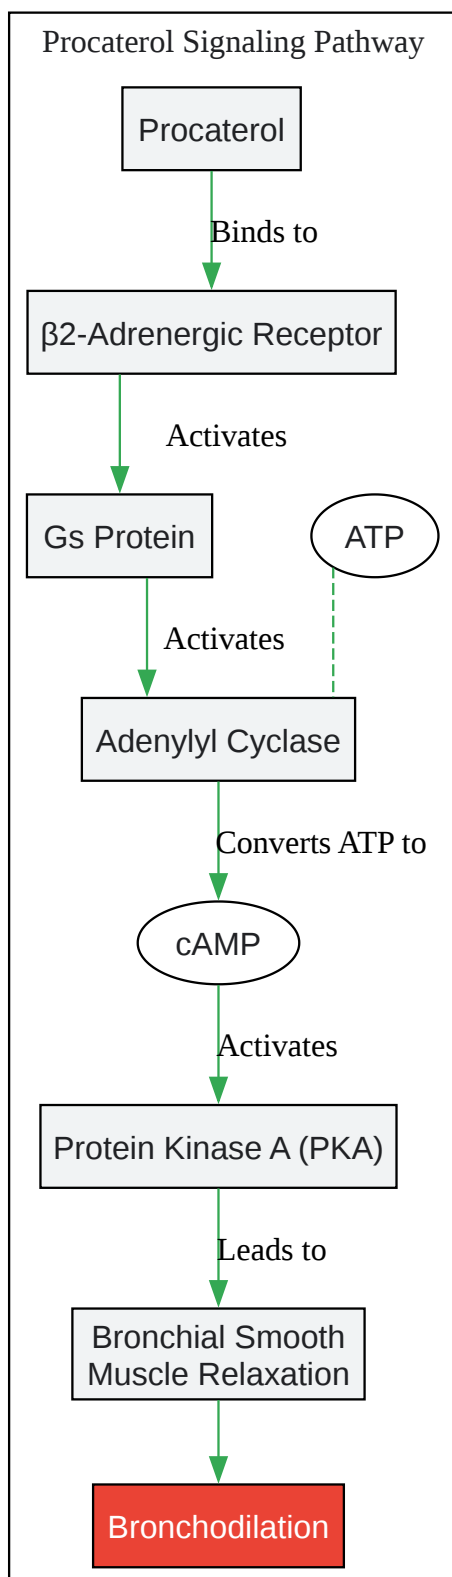 Procaterol Signaling Pathway
Procaterol
Binds to
β2-Adrenergic Receptor
Activates
Gs Protein
ATP
Activates
Adenylyl Cyclase
Converts ATP to
cAMP
Activates
Protein Kinase A (PKA)
Leads to
Bronchial Smooth
Muscle Relaxation
Bronchodilation